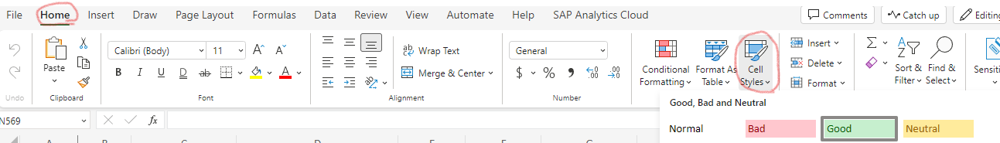 File Home Insert Draw Page Layout Formulas Data Review View Automate Help SAP Analytics Cloud Comments Catch up Editing
Calibri (Body) 11 A A Wrap Text General Insert
Paste Conditional Formatting Format As Table Cell Styles Delete Sort & Filter Find & Select
B I U D ab A Merge & Center $ % 9 .00 .00 Format
Undo Clipboard Font Alignment Number
Good, Bad and Neutral
N569 fx
Normal Bad Good Neutral
A B C D E F G